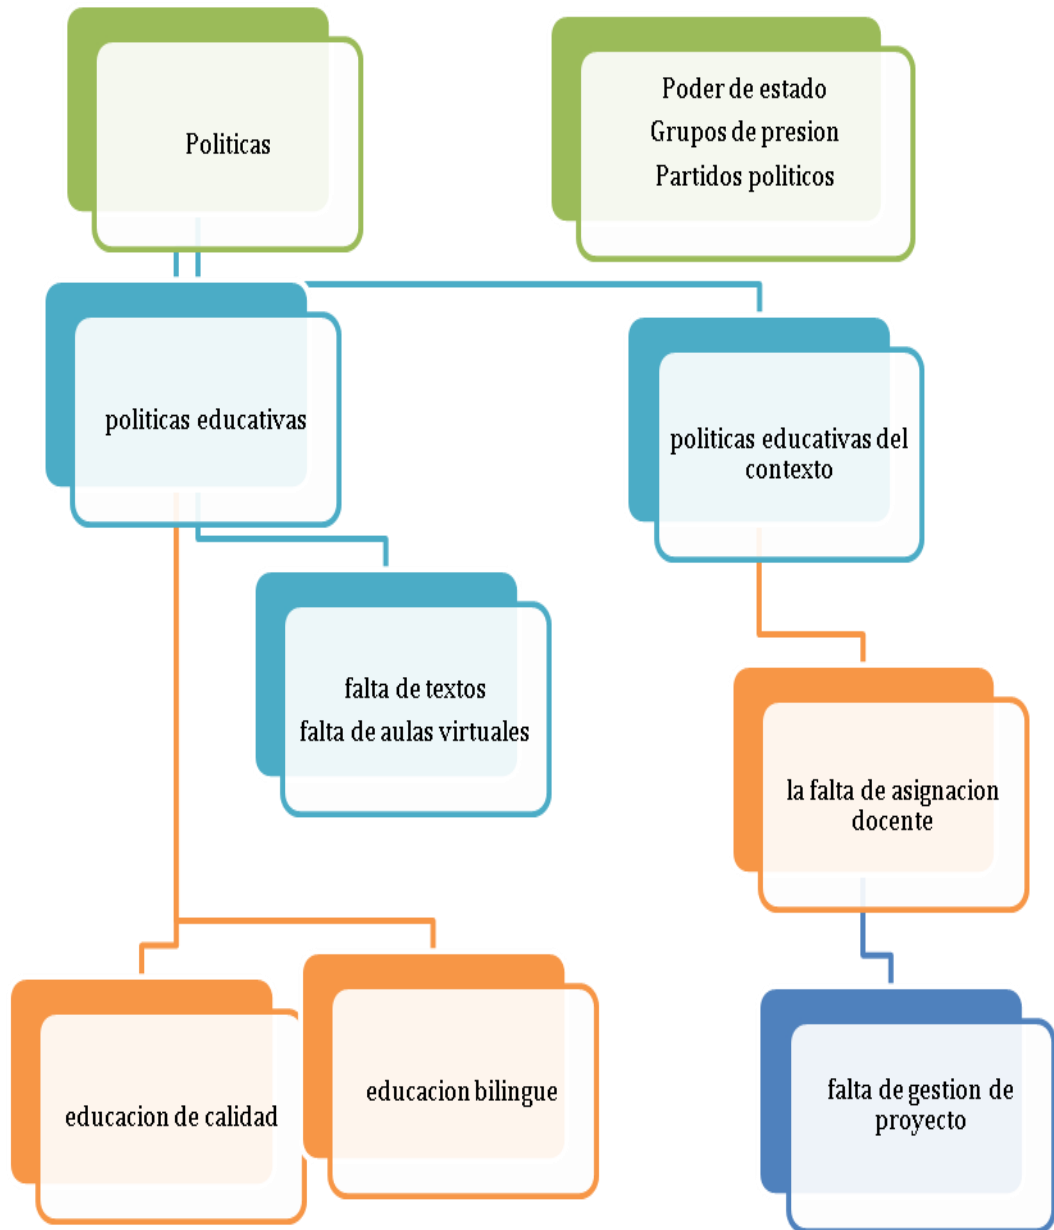 Politicas
Poder de estado
Grupos de presion
Partidos politicos
politicas educativas
politicas educativas del
contexto
falta de textos
falta de aulas virtuales
la falta de asignacion
docente
educacion de calidad
educacion bilingue
falta de gestion de
proyecto